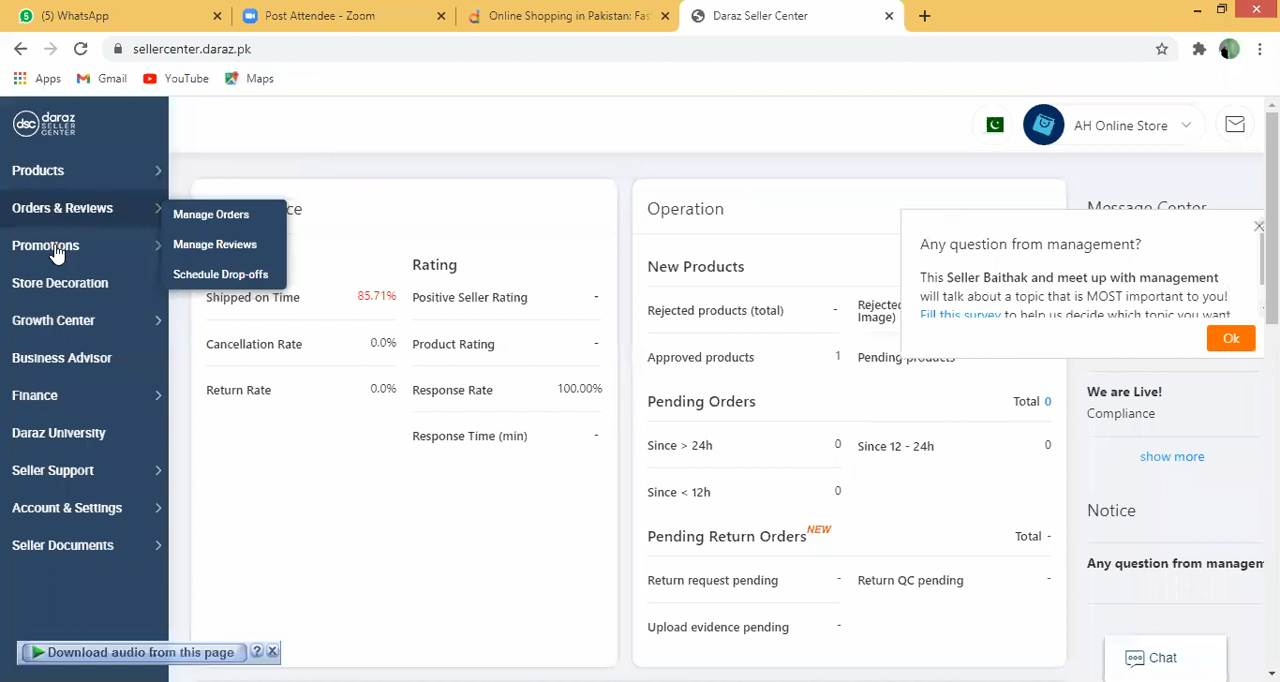 (5) WhatsApp
Post Attendee - Zoom
Online Shopping in Pakistan: Fas
Daraz Seller Center
sellercenter.daraz.pk
Apps
Gmail
YouTube
Maps
dsc daraz SELLER CENTER
AH Online Store
Products
Orders & Reviews
Promotions
Store Decoration
Growth Center
Business Advisor
Finance
Daraz University
Seller Support
Account & Settings
Seller Documents
Manage Orders
Manage Reviews
Schedule Drop-offs
ce
Shipped on Time 85.71%
Cancellation Rate 0.0%
Return Rate 0.0%
Rating
Positive Seller Rating -
Product Rating -
Response Rate 100.00%
Response Time (min) -
Operation
New Products
Rejected products (total) -
Rejected
Image)
Approved products 1
Pending products
Pending Orders Total 0
Since > 24h 0
Since 12 - 24h 0
Since < 12h 0
Pending Return Orders NEW Total -
Return request pending -
Return QC pending -
Upload evidence pending -
Message Center
Any question from management?
This Seller Baithak and meet up with management
will talk about a topic that is MOST important to you!
Fill this survey to help us decide which topic you want
Ok
We are Live!
Compliance
show more
Notice
Any question from managem
Chat
Download audio from this page ? X